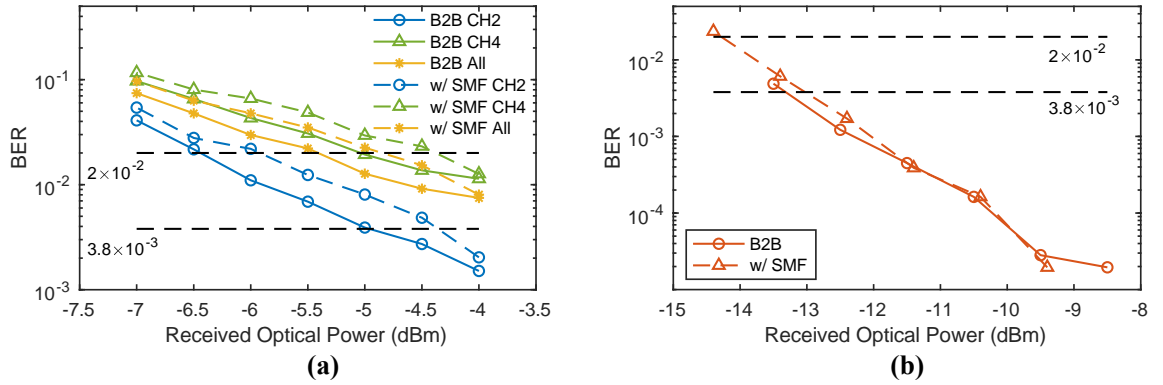 10⁰
10⁻¹
10⁻²
10⁻³
BER
2×10⁻²
3.8×10⁻³
B2B CH2
B2B CH4
B2B All
w/ SMF CH2
w/ SMF CH4
w/ SMF All
-7.5 -7 -6.5 -6 -5.5 -5 -4.5 -4 -3.5
Received Optical Power (dBm)
(a)
10⁻²
10⁻³
10⁻⁴
BER
2×10⁻²
3.8×10⁻³
B2B
w/ SMF
-14 -13 -12 -11 -10 -9 -8
-15
Received Optical Power (dBm)
(b)